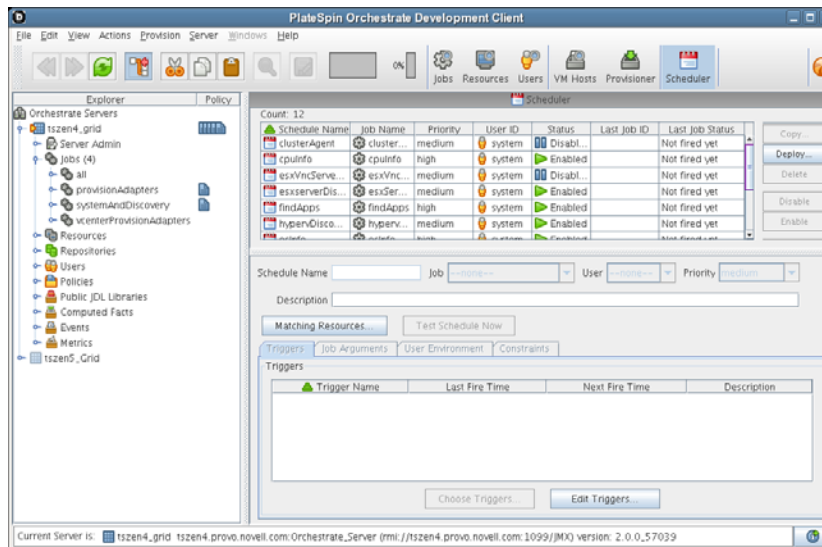 PlateSpin Orchestrate Development Client
File Edit View Actions Provision Server Windows Help
0%
Jobs Resources Users VM Hosts Provisioner Scheduler
Explorer Policy
Orchestrate Servers
tszen4_grid
Server Admin
Jobs (4)
all
provisionAdapters
systemAndDiscovery
vcenterProvisionAdapters
Resources
Repositories
Users
Policies
Public JDL Libraries
Computed Facts
Events
Metrics
tszen5_Grid
Scheduler
Count: 12
Schedule Name Job Name Priority User ID Status Last Job ID Last Job Status
clusterAgent cluster... medium system Disabl... Not fired yet
cpuInfo cpuInfo high system Enabled Not fired yet
esxVncServe... esxVnc... medium system Disabl... Not fired yet
esxserverDis... esxSer... medium system Enabled Not fired yet
findApps findApps high system Enabled Not fired yet
hypervDisco... hyperv... medium system Enabled Not fired yet
Copy...
Deploy...
Delete
Disable
Enable
Schedule Name Job --none-- User --none-- Priority medium
Description
Matching Resources... Test Schedule Now
Triggers Job Arguments User Environment Constraints
Triggers
Trigger Name Last Fire Time Next Fire Time Description
Choose Triggers... Edit Triggers...
Current Server is: tszen4_grid tszen4.provo.novell.com:Orchestrate_Server (rmi://tszen4.provo.novell.com:1099/JMX) version: 2.0.0_57039